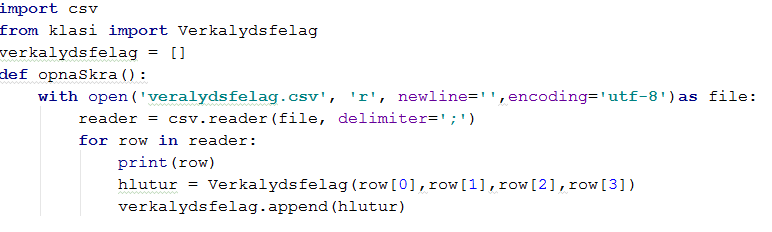 import csv
from klasi import Verkalydsfelag
verkalydsfelag = []
def opnaSkra():
    with open('veralydsfelag.csv', 'r', newline='',encoding='utf-8')as file:
        reader = csv.reader(file, delimiter=';')
        for row in reader:
            print(row)
            hlutur = Verkalydsfelag(row[0],row[1],row[2],row[3])
            verkalydsfelag.append(hlutur)